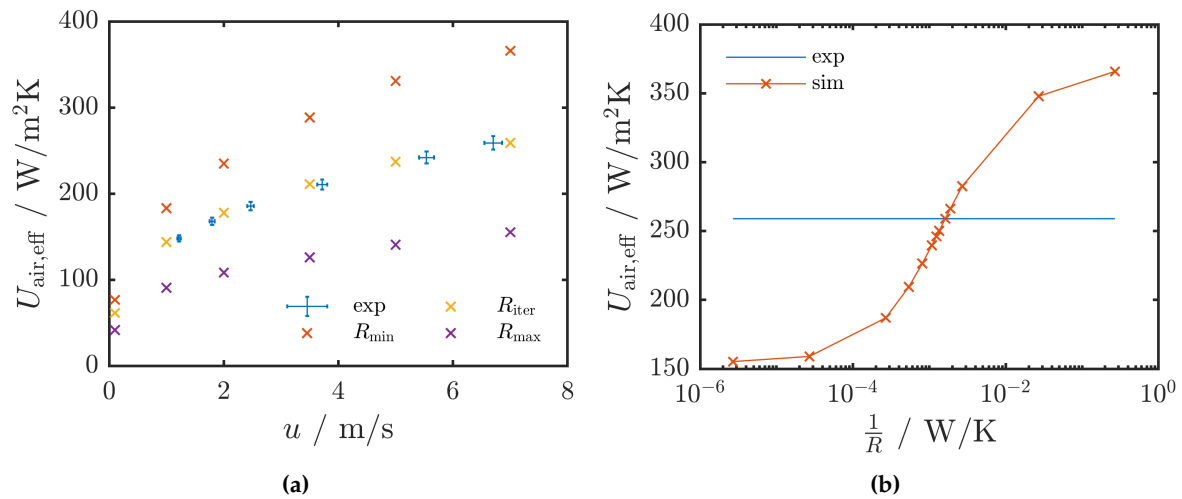 400
300
200
100
0
U_air,eff / W/m²K
exp
R_min
R_iter
R_max
0 2 4 6 8
u / m/s
(a)
400
350
300
250
200
150
U_air,eff / W/m²K
exp
sim
10⁻⁶ 10⁻⁴ 10⁻² 10⁰
1/R / W/K
(b)